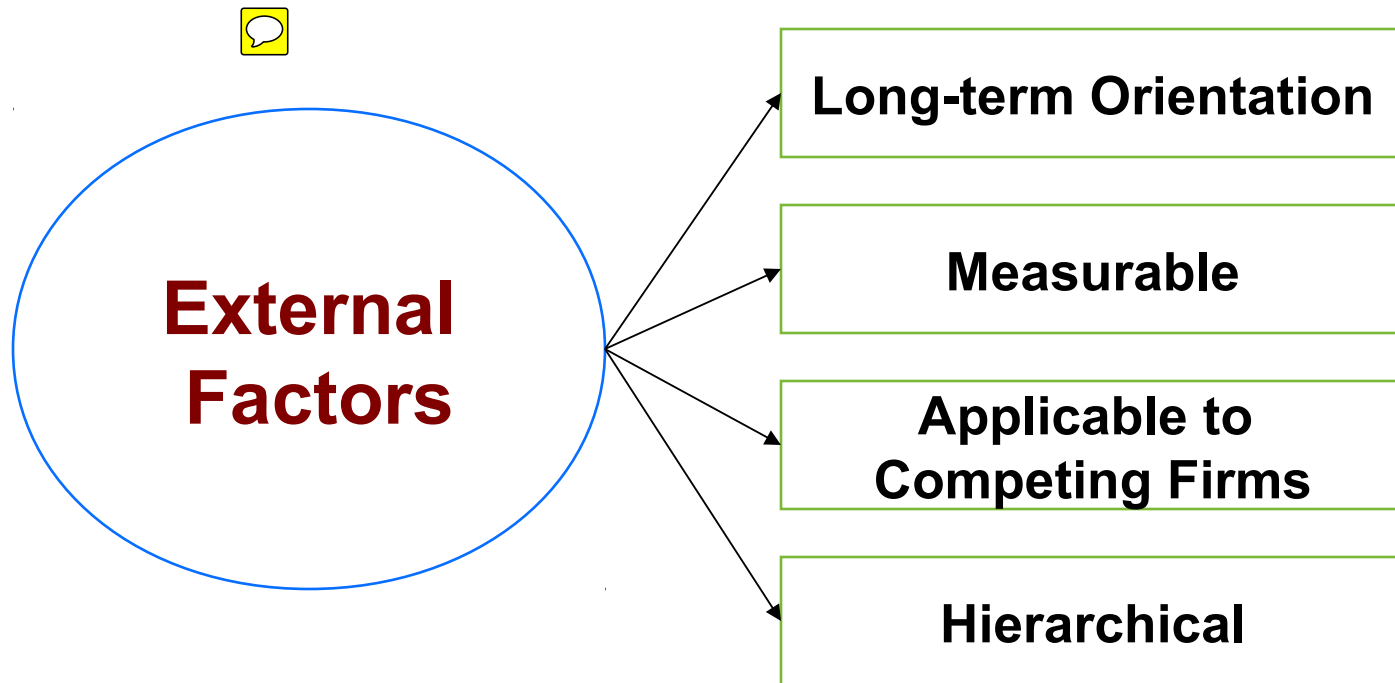 External
Factors
Long-term Orientation
Measurable
Applicable to
Competing Firms
Hierarchical